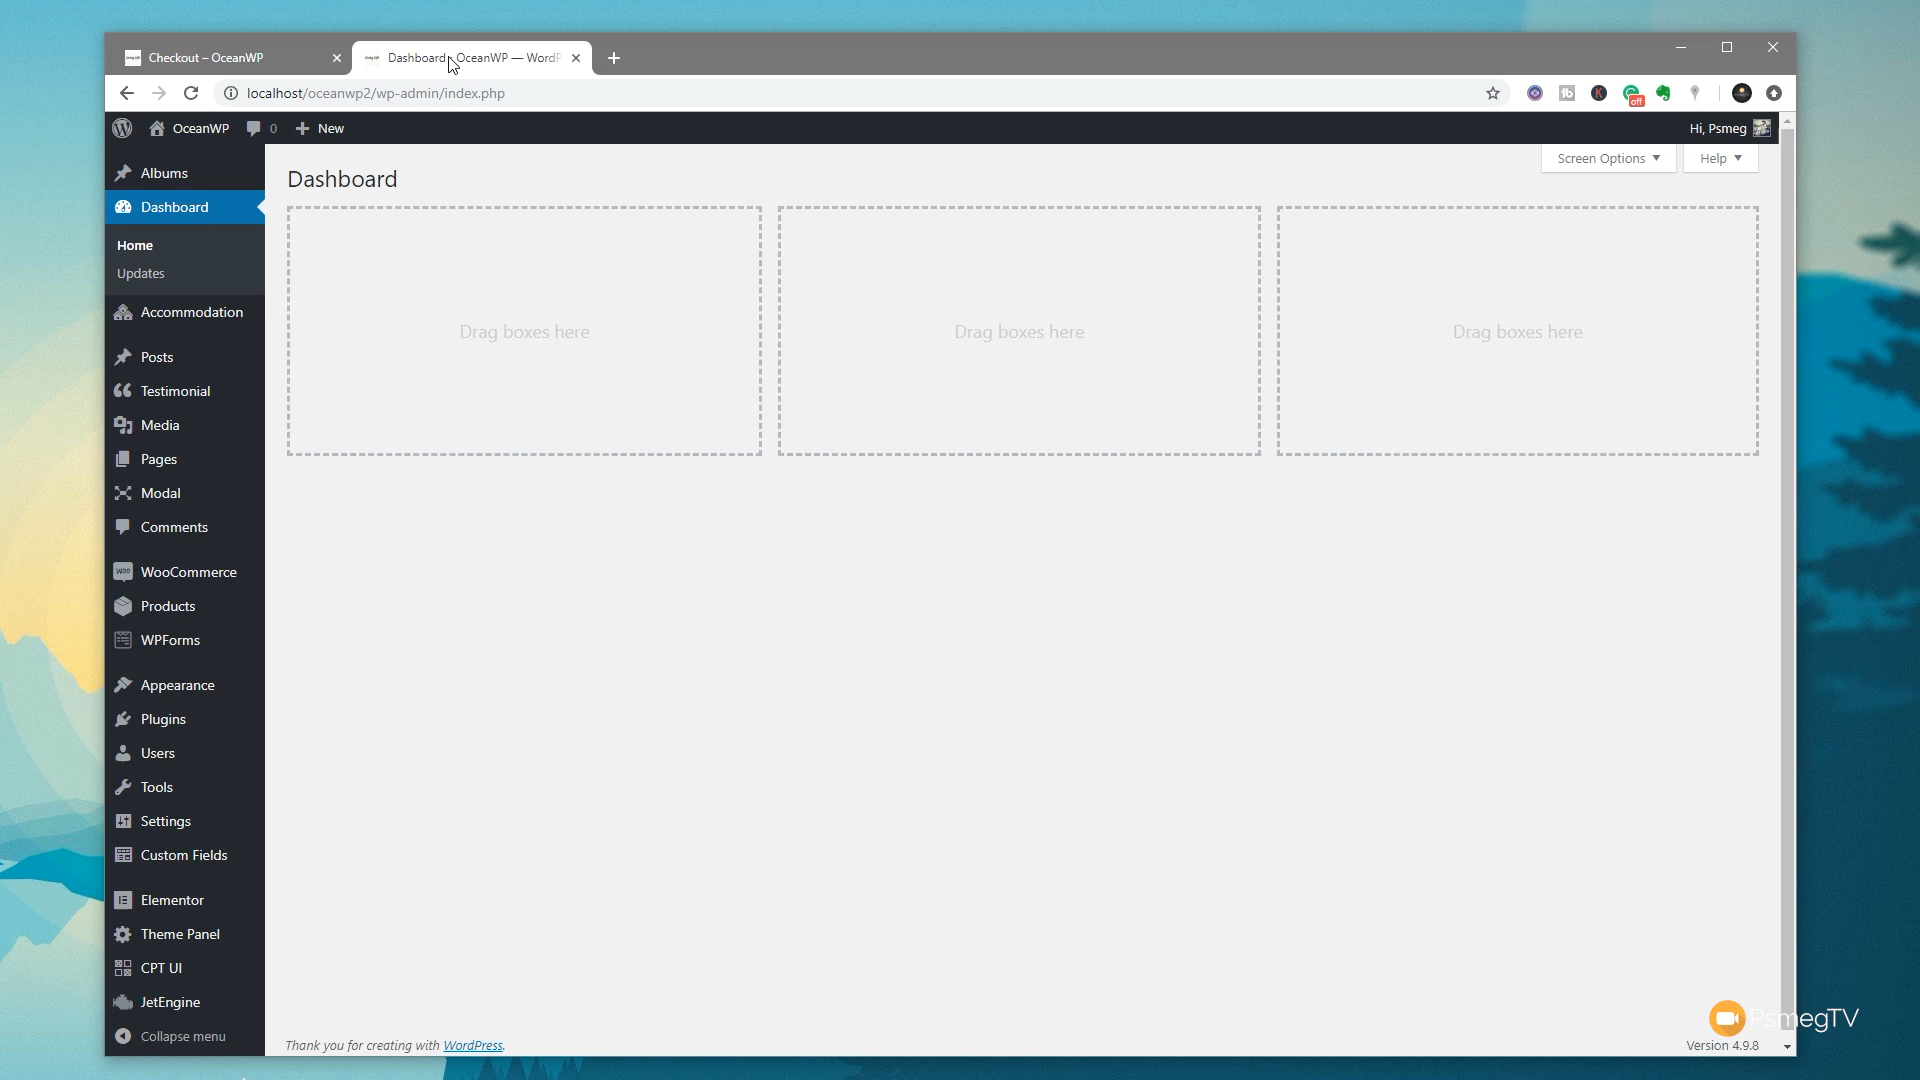 Checkout – OceanWP
Dashboard ‹ OceanWP — WordP
localhost/oceanwp2/wp-admin/index.php
off
OceanWP 0 New
Hi, Psmeg
Albums
Dashboard
Home
Updates
Accommodation
Posts
Testimonial
Media
Pages
Modal
Comments
WooCommerce
Products
WPForms
Appearance
Plugins
Users
Tools
Settings
Custom Fields
Elementor
Theme Panel
CPT UI
JetEngine
Collapse menu
Screen Options
Help
Dashboard
Drag boxes here
Drag boxes here
Drag boxes here
Thank you for creating with WordPress.
PsmegTV
Version 4.9.8